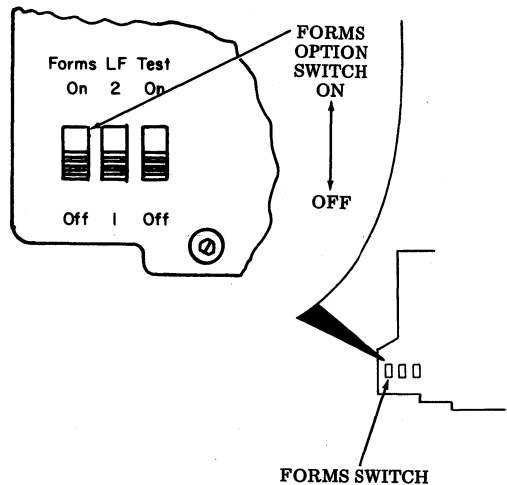 FORMS
OPTION
SWITCH
ON
OFF
Forms LF Test
On 2 On
Off 1 Off
FORMS SWITCH